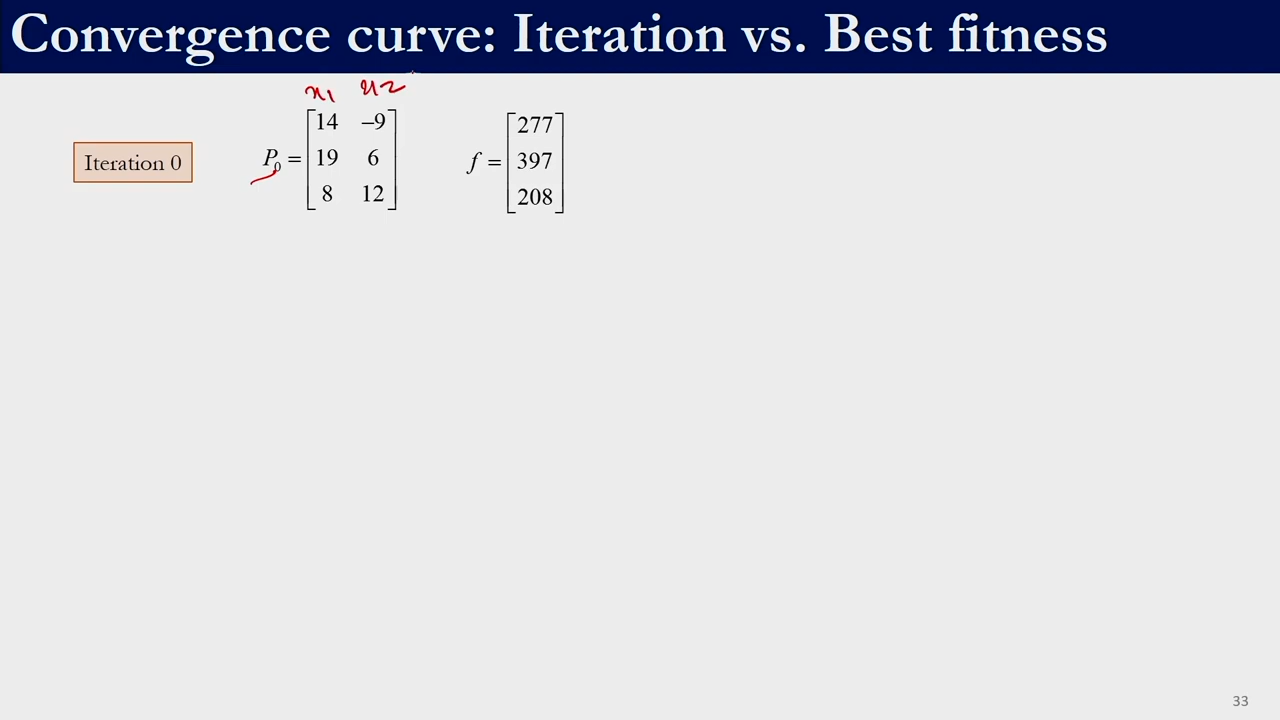 Convergence curve: Iteration vs. Best fitness
x1 x2
Iteration 0
P0 = [14 −9
19 6
8 12]
f = [277
397
208]
33